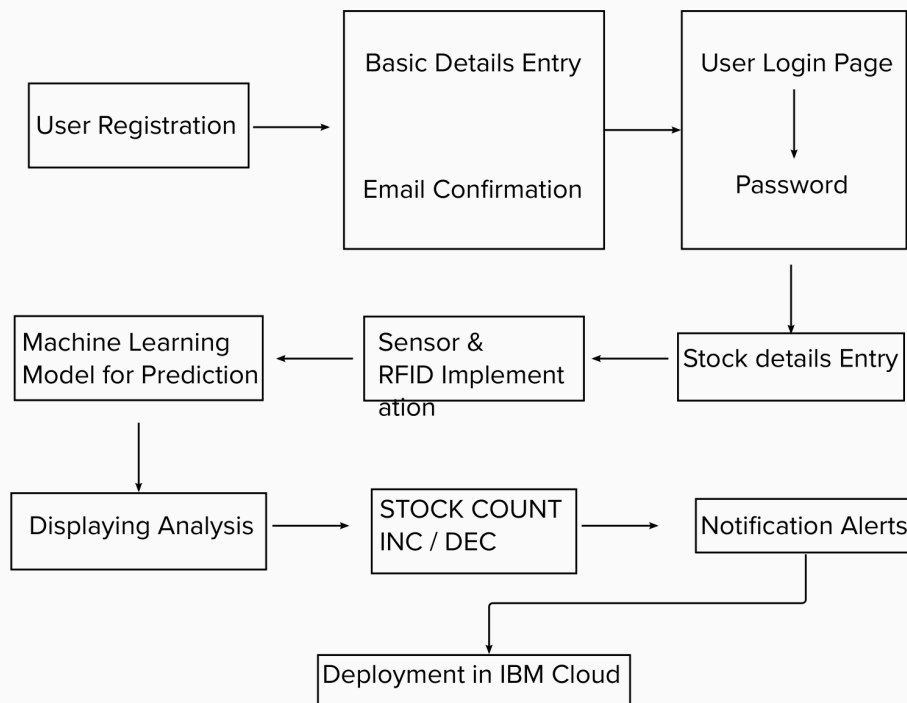 User Registration
Basic Details Entry
Email Confirmation
User Login Page
Password
Stock details Entry
Sensor &
RFID Implement
ation
Machine Learning
Model for Prediction
Displaying Analysis
STOCK COUNT
INC / DEC
Notification Alerts
Deployment in IBM Cloud